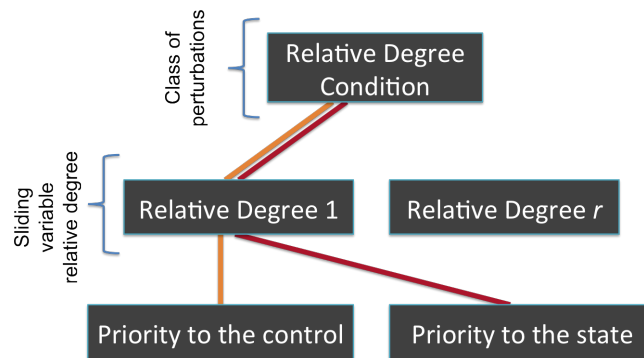 Class of
perturbations
Relative Degree
Condition
Sliding
variable
relative degree
Relative Degree 1
Relative Degree r
Priority to the control
Priority to the state